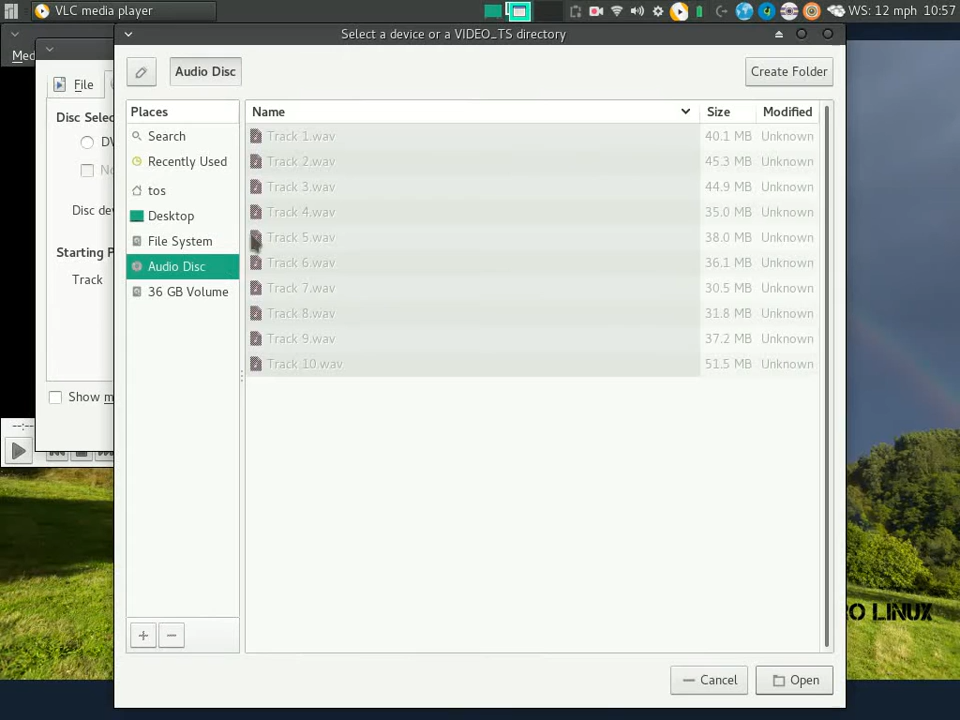 VLC media player
WS: 12 mph
10:57
Select a device or a VIDEO_TS directory
Med
File
Disc Selec
DV
No
Disc dev
Starting P
Track
Show m
--:--
Audio Disc
Create Folder
Places
Search
Recently Used
tos
Desktop
File System
Audio Disc
36 GB Volume
Name Size Modified
Track 1.wav 40.1 MB Unknown
Track 2.wav 45.3 MB Unknown
Track 3.wav 44.9 MB Unknown
Track 4.wav 35.0 MB Unknown
Track 5.wav 38.0 MB Unknown
Track 6.wav 36.1 MB Unknown
Track 7.wav 30.5 MB Unknown
Track 8.wav 31.8 MB Unknown
Track 9.wav 37.2 MB Unknown
Track 10.wav 51.5 MB Unknown
Cancel
Open
RO LINUX